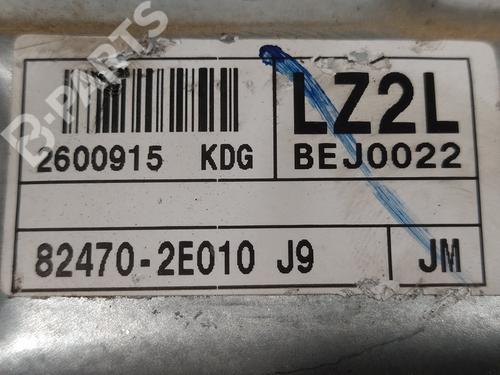 B-PARTS
LZ2L
2600915 KDG
BEJ0022
82470-2E010 J9
JM